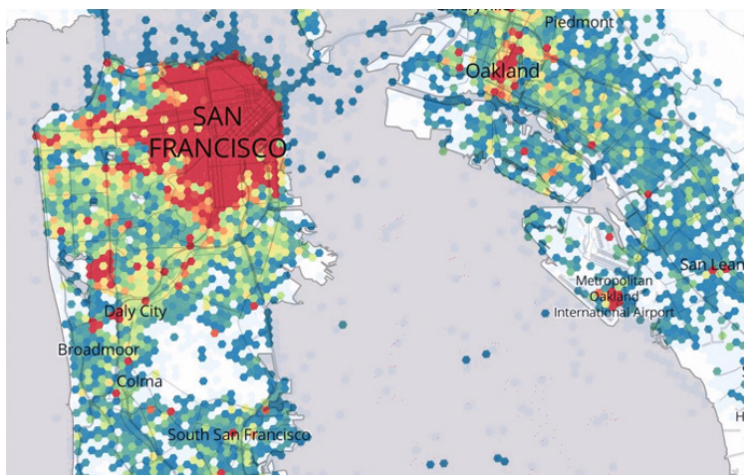 Piedmont
Oakland
SAN
FRANCISCO
San Lean
Metropolitan
Oakland
International Airport
Daly City
Broadmoor
Colma
South San Francisco
H